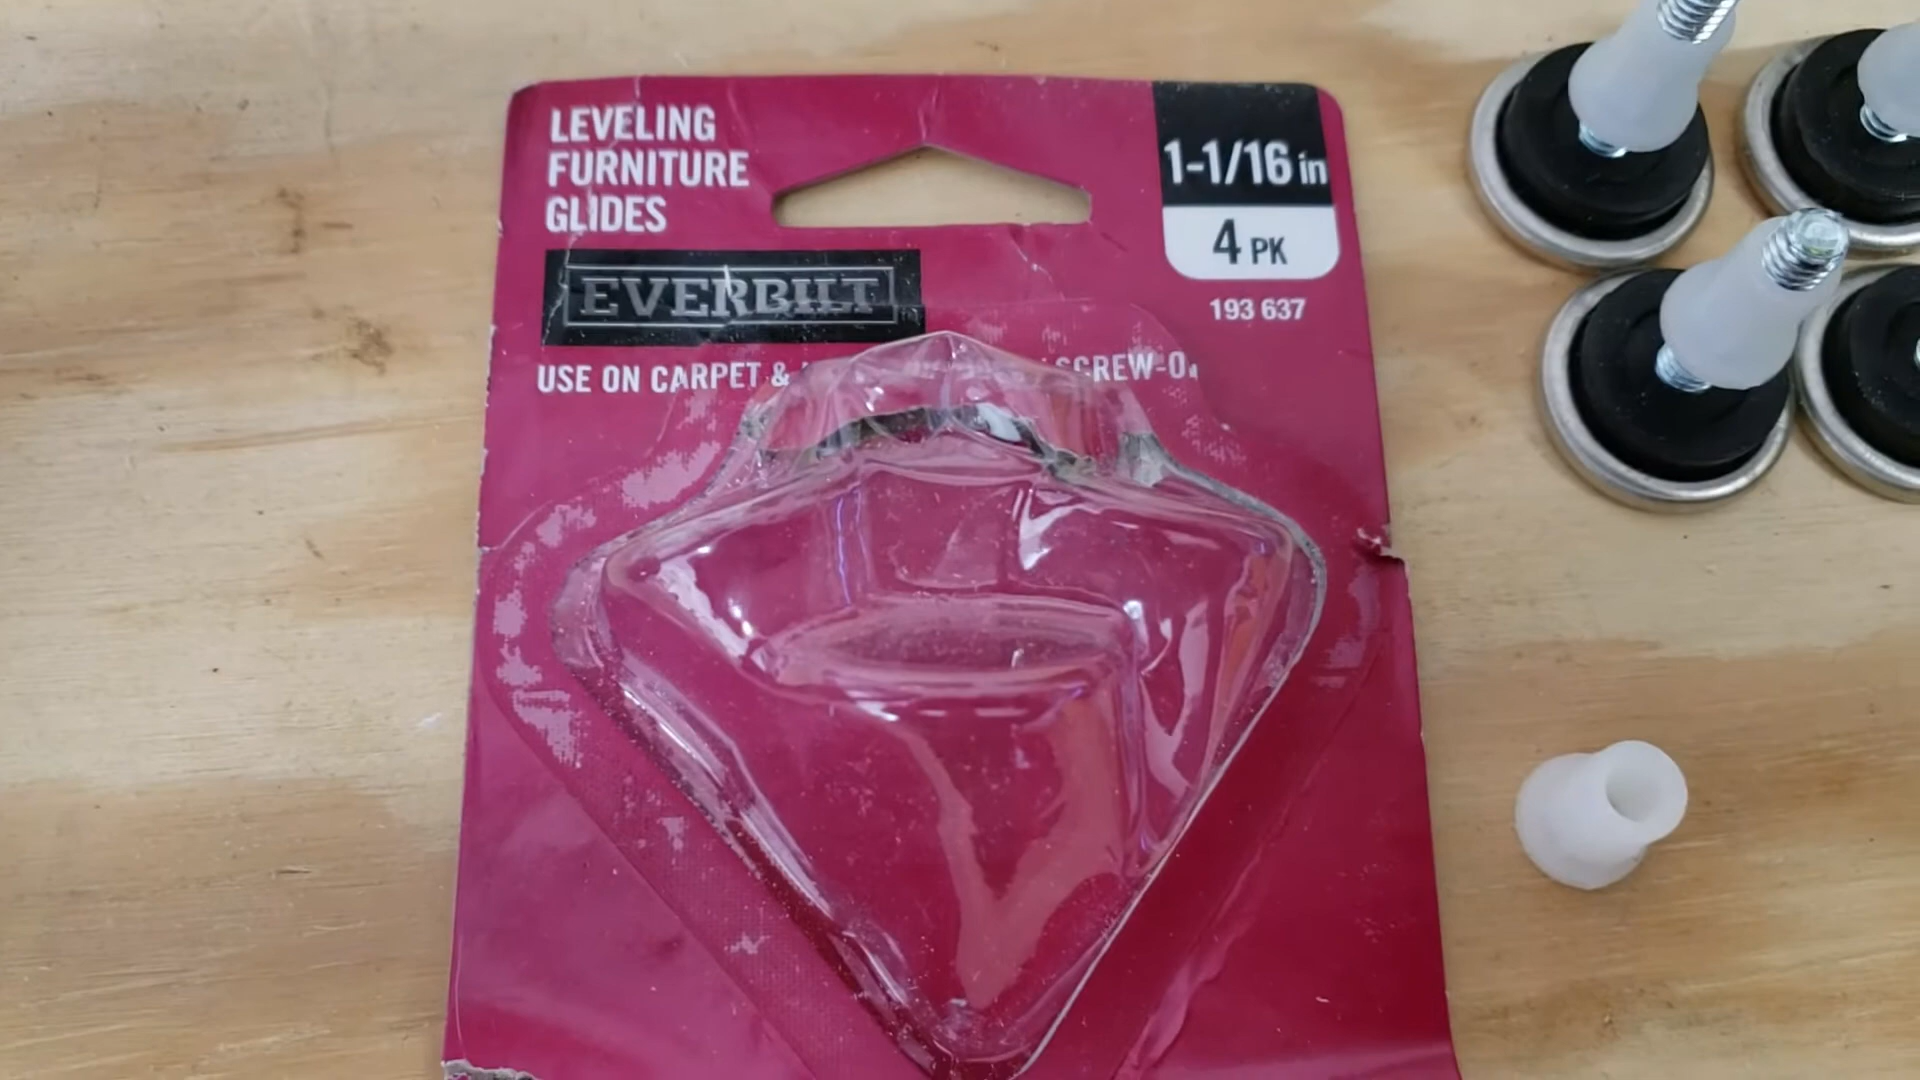 LEVELING
FURNITURE
GLIDES
EVERBILT
1-1/16 in
4 PK
193 637
USE ON CARPET &